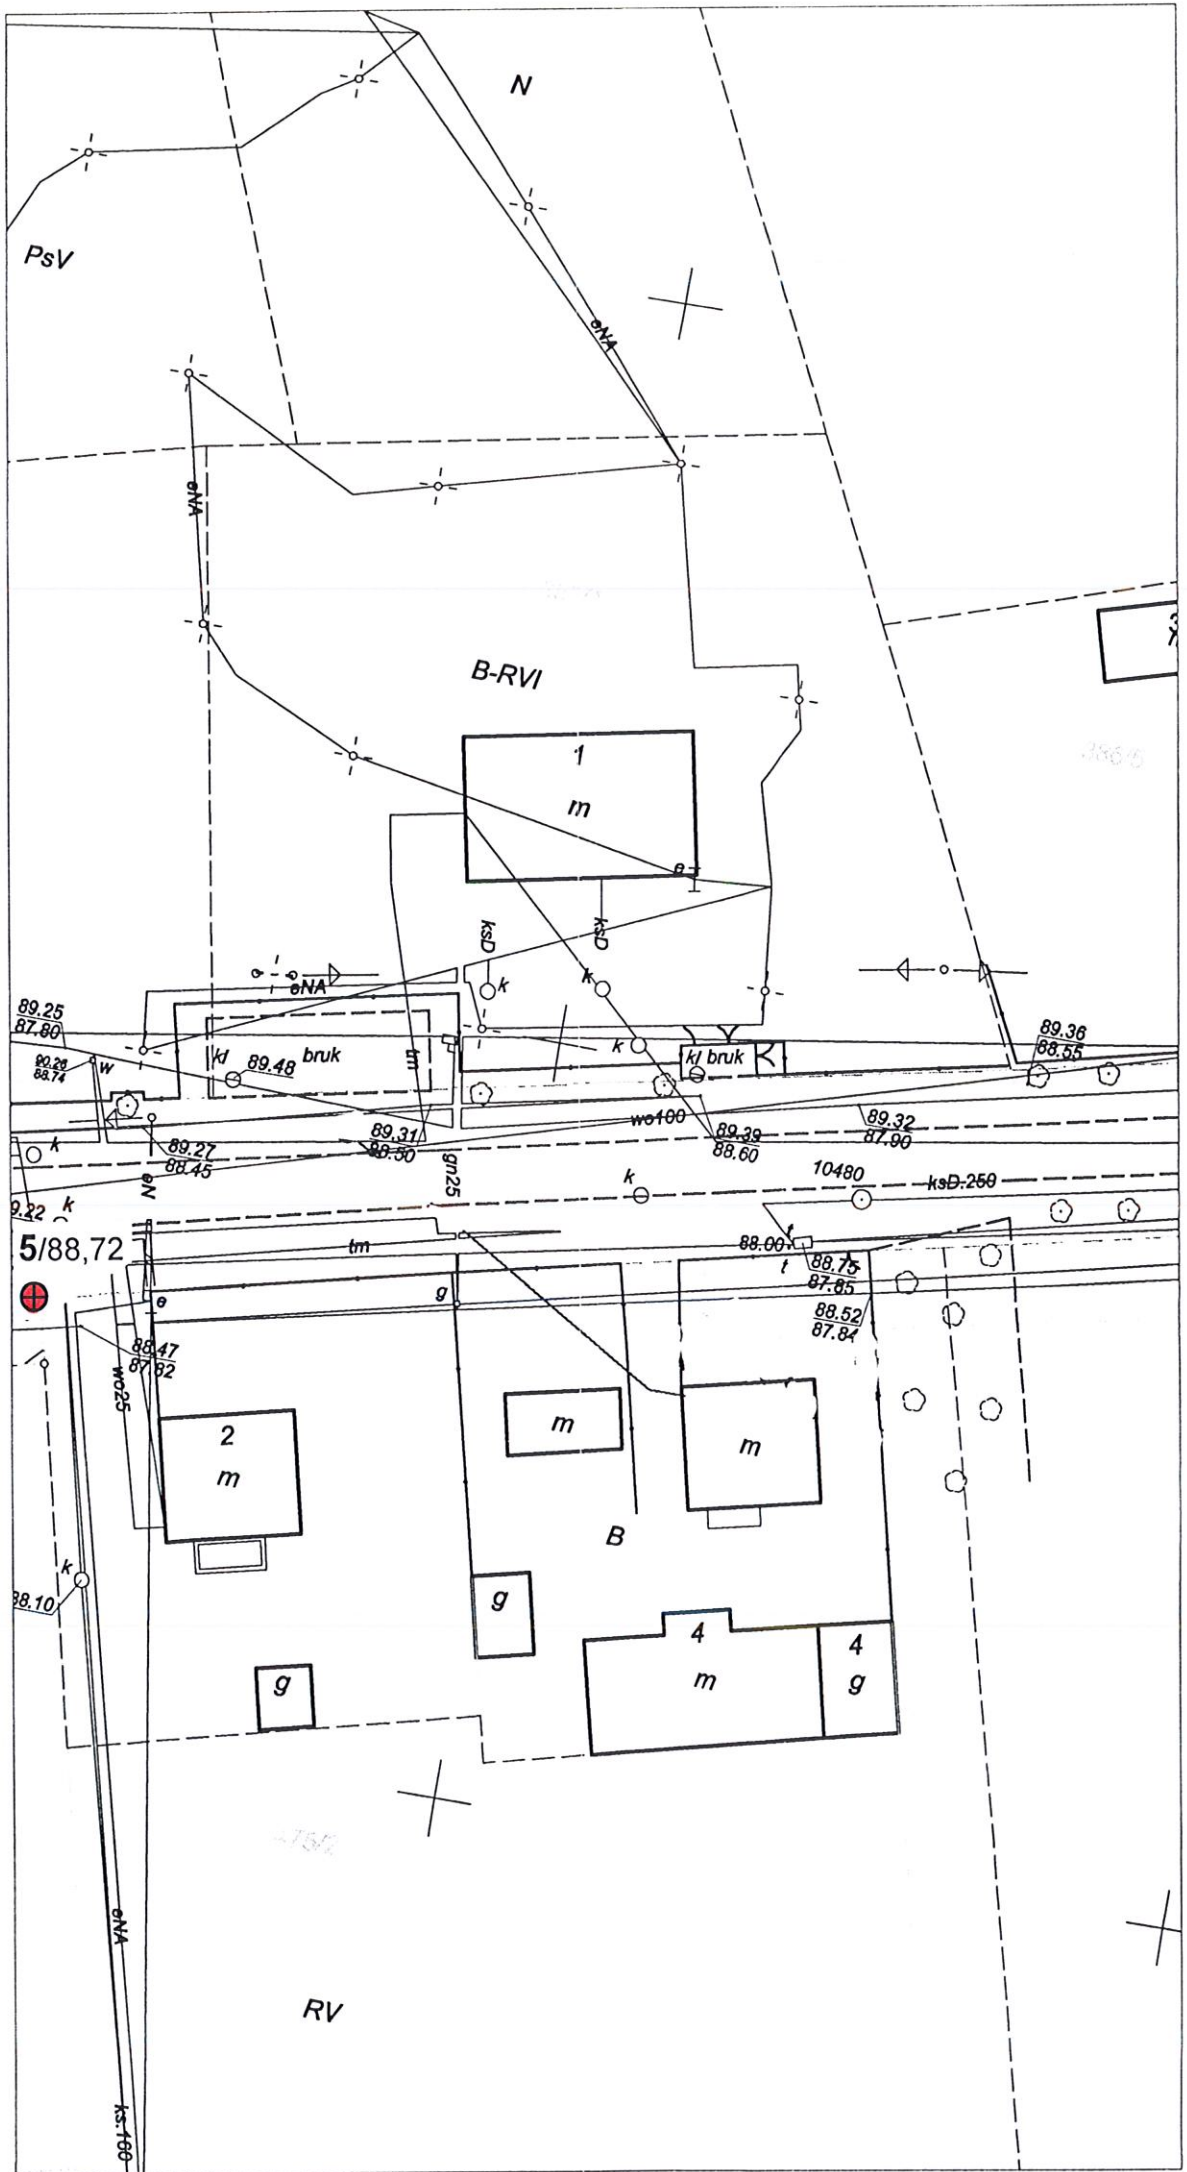 N
PsV
eNA
eNA
B-RVI
1
m
e
ksD
ksD
k
k
eNA
89.25
87.80
90.26
88.74
w
kl
89.48
bruk
tm
k
kl bruk
89.36
88.55
k
wo100
89.32
87.90
89.31
88.50
89.39
88.60
89.27
88.45
eN
gn25
k
10480
ksD.250
k
9.22
5/88,72
tm
88.00
t
t
88.75
87.85
88.52
87.84
g
e
88.47
87.82
wo25
2
m
m
m
B
k
88.10
g
g
4
m
4
g
eNA
RV
ks.160